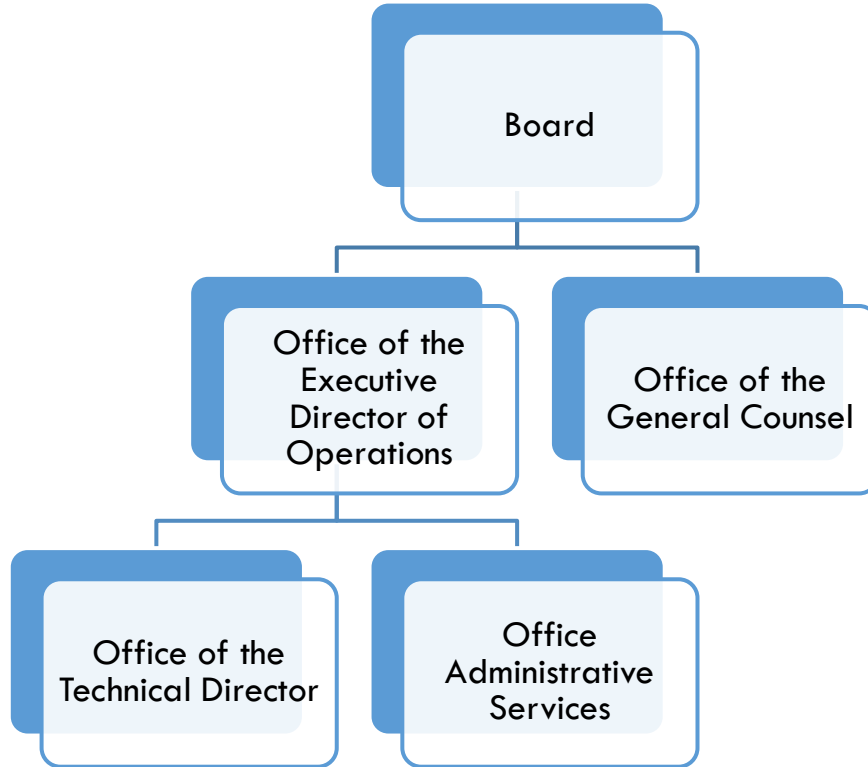 Board
Office of the
Executive
Director of
Operations
Office of the
General Counsel
Office of the
Technical Director
Office
Administrative
Services